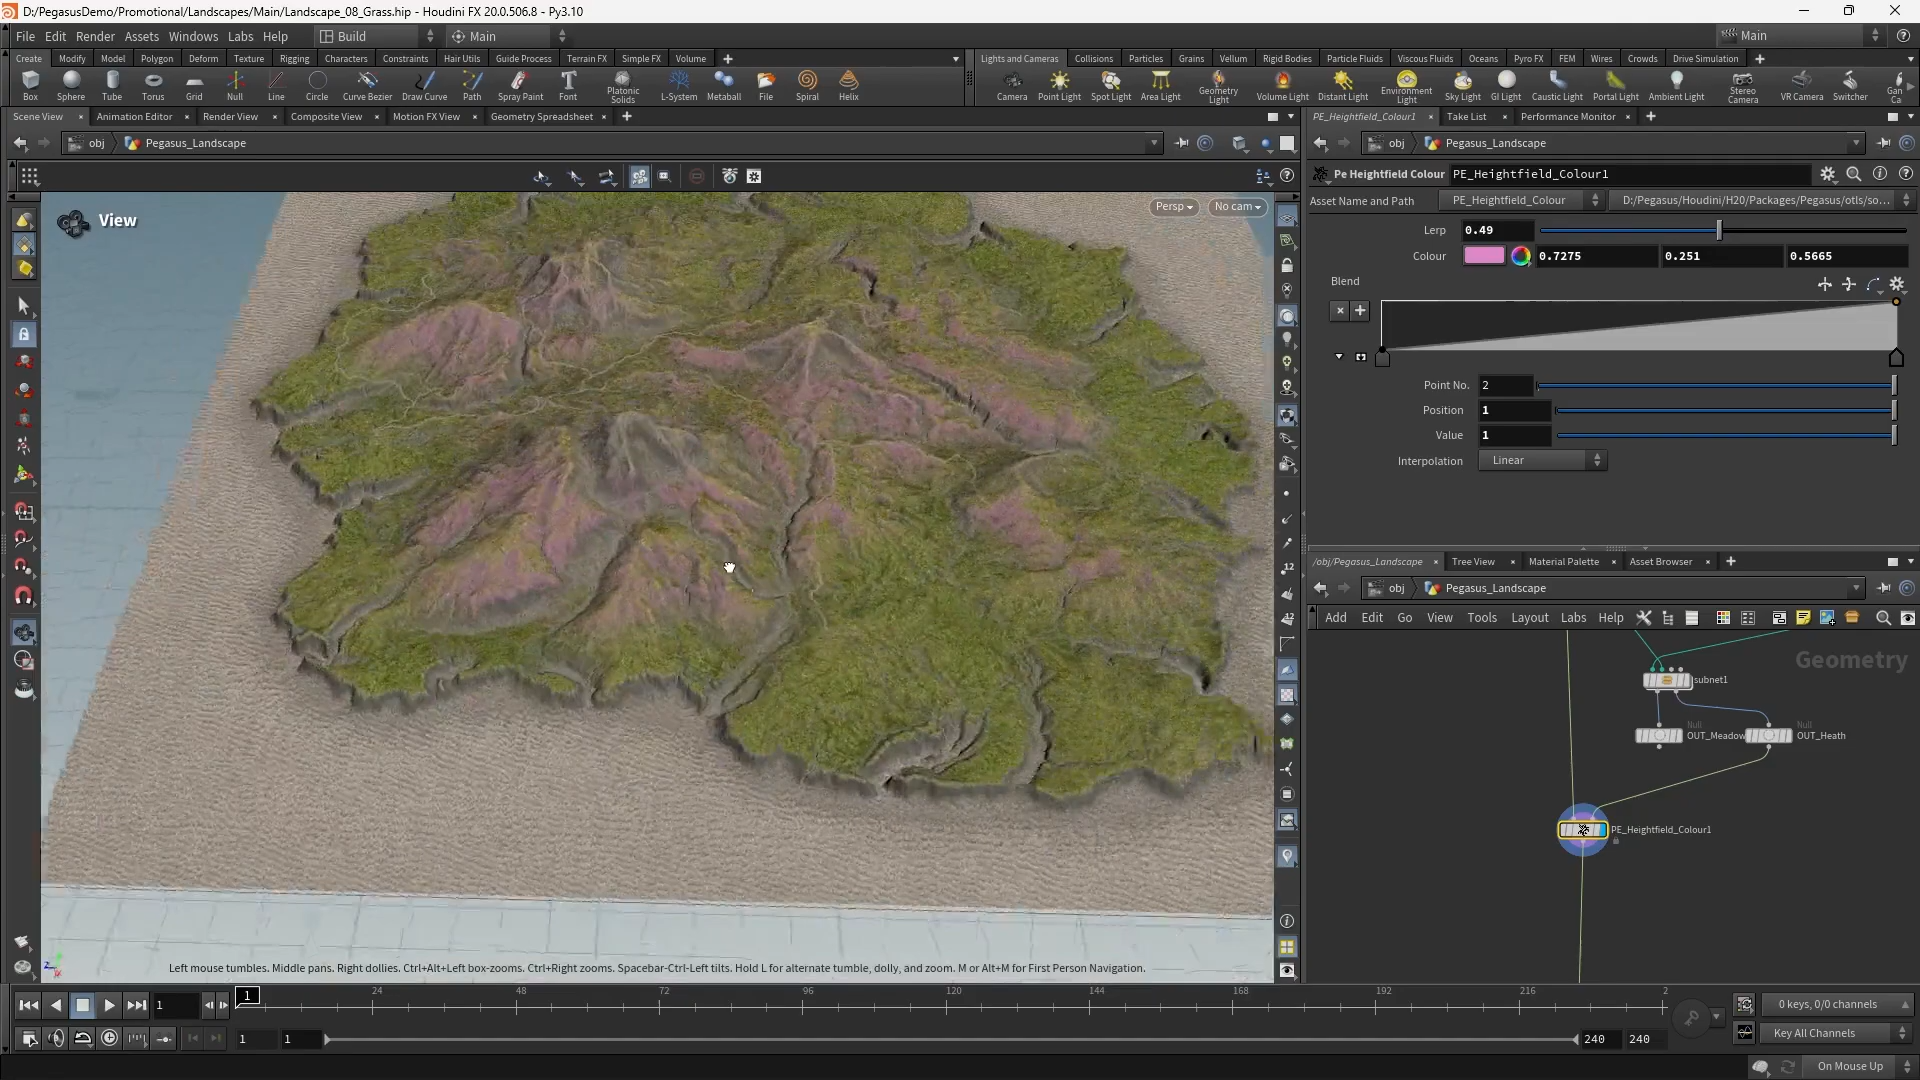 D:/PegasusDemo/Promotional/Landscapes/Main/Landscape_08_Grass.hip - Houdini FX 20.0.506.8 - Py3.10
File Edit Render Assets Windows Labs Help Build Main Main
Create Modify Model Polygon Deform Texture Rigging Characters Constraints Hair Utils Guide Process Terrain FX Simple FX Volume
Lights and Cameras Collisions Particles Grains Vellum Rigid Bodies Particle Fluids Viscous Fluids Oceans Pyro FX FEM Wires Crowds Drive Simulation
Box Sphere Tube Torus Grid Null Line Circle Curve Bezier Draw Curve Path Spray Paint Font Platonic Solids L-System Metaball File Spiral Helix
Camera Point Light Spot Light Area Light Geometry Light Volume Light Distant Light Environment Light Sky Light GI Light Caustic Light Portal Light Ambient Light Stereo Camera VR Camera Switcher Gan Ca
Scene View Animation Editor Render View Composite View Motion FX View Geometry Spreadsheet
PE_Heightfield_Colour1 Take List Performance Monitor
obj Pegasus_Landscape
obj Pegasus_Landscape
Pe Heightfield Colour PE_Heightfield_Colour1
Asset Name and Path PE_Heightfield_Colour D:/Pegasus/Houdini/H20/Packages/Pegasus/otls/so...
View
Persp No cam
Lerp 0.49
Colour 0.7275 0.251 0.5665
Blend
Point No. 2
Position 1
Value 1
Interpolation Linear
/obj/Pegasus_Landscape Tree View Material Palette Asset Browser
obj Pegasus_Landscape
Add Edit Go View Tools Layout Labs Help
Geometry
subnet1
Null Null
OUT_Meadow OUT_Heath
PE_Heightfield_Colour1
Left mouse tumbles. Middle pans. Right dollies. Ctrl+Alt+Left box-zooms. Ctrl+Right zooms. Spacebar-Ctrl-Left tilts. Hold L for alternate tumble, dolly, and zoom. M or Alt+M for First Person Navigation.
1 1 24 48 72 96 120 144 168 192 216 2
0 keys, 0/0 channels
1 1 240 240
Key All Channels
On Mouse Up